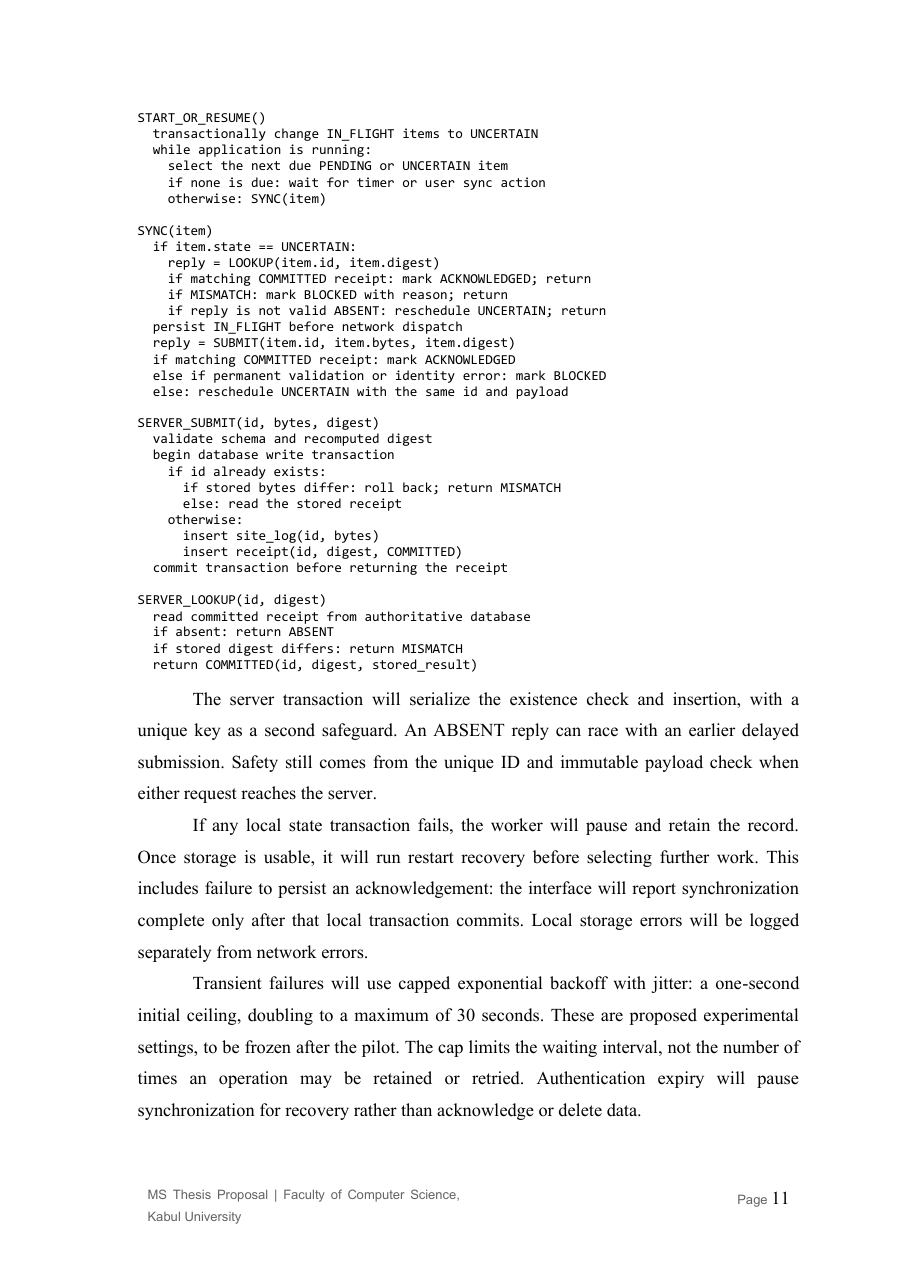 START_OR_RESUME()
  transactionally change IN_FLIGHT items to UNCERTAIN
  while application is running:
    select the next due PENDING or UNCERTAIN item
    if none is due: wait for timer or user sync action
    otherwise: SYNC(item)

SYNC(item)
  if item.state == UNCERTAIN:
    reply = LOOKUP(item.id, item.digest)
    if matching COMMITTED receipt: mark ACKNOWLEDGED; return
    if MISMATCH: mark BLOCKED with reason; return
    if reply is not valid ABSENT: reschedule UNCERTAIN; return
  persist IN_FLIGHT before network dispatch
  reply = SUBMIT(item.id, item.bytes, item.digest)
  if matching COMMITTED receipt: mark ACKNOWLEDGED
  else if permanent validation or identity error: mark BLOCKED
  else: reschedule UNCERTAIN with the same id and payload

SERVER_SUBMIT(id, bytes, digest)
  validate schema and recomputed digest
  begin database write transaction
    if id already exists:
      if stored bytes differ: roll back; return MISMATCH
      else: read the stored receipt
    otherwise:
      insert site_log(id, bytes)
      insert receipt(id, digest, COMMITTED)
  commit transaction before returning the receipt

SERVER_LOOKUP(id, digest)
  read committed receipt from authoritative database
  if absent: return ABSENT
  if stored digest differs: return MISMATCH
  return COMMITTED(id, digest, stored_result)
The server transaction will serialize the existence check and insertion, with a
unique key as a second safeguard. An ABSENT reply can race with an earlier delayed
submission. Safety still comes from the unique ID and immutable payload check when
either request reaches the server.
If any local state transaction fails, the worker will pause and retain the record.
Once storage is usable, it will run restart recovery before selecting further work. This
includes failure to persist an acknowledgement: the interface will report synchronization
complete only after that local transaction commits. Local storage errors will be logged
separately from network errors.
Transient failures will use capped exponential backoff with jitter: a one-second
initial ceiling, doubling to a maximum of 30 seconds. These are proposed experimental
settings, to be frozen after the pilot. The cap limits the waiting interval, not the number of
times an operation may be retained or retried. Authentication expiry will pause
synchronization for recovery rather than acknowledge or delete data.
MS Thesis Proposal | Faculty of Computer Science,
Kabul University
Page 11